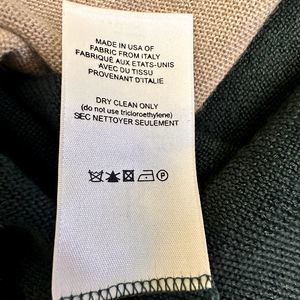 MADE IN USA OF
FABRIC FROM ITALY
FABRIQUÉ AUX ETATS-UNIS
AVEC DU TISSU
PROVENANT D'ITALIE
DRY CLEAN ONLY
(do not use tricloroethylene)
SEC NETTOYER SEULEMENT
P